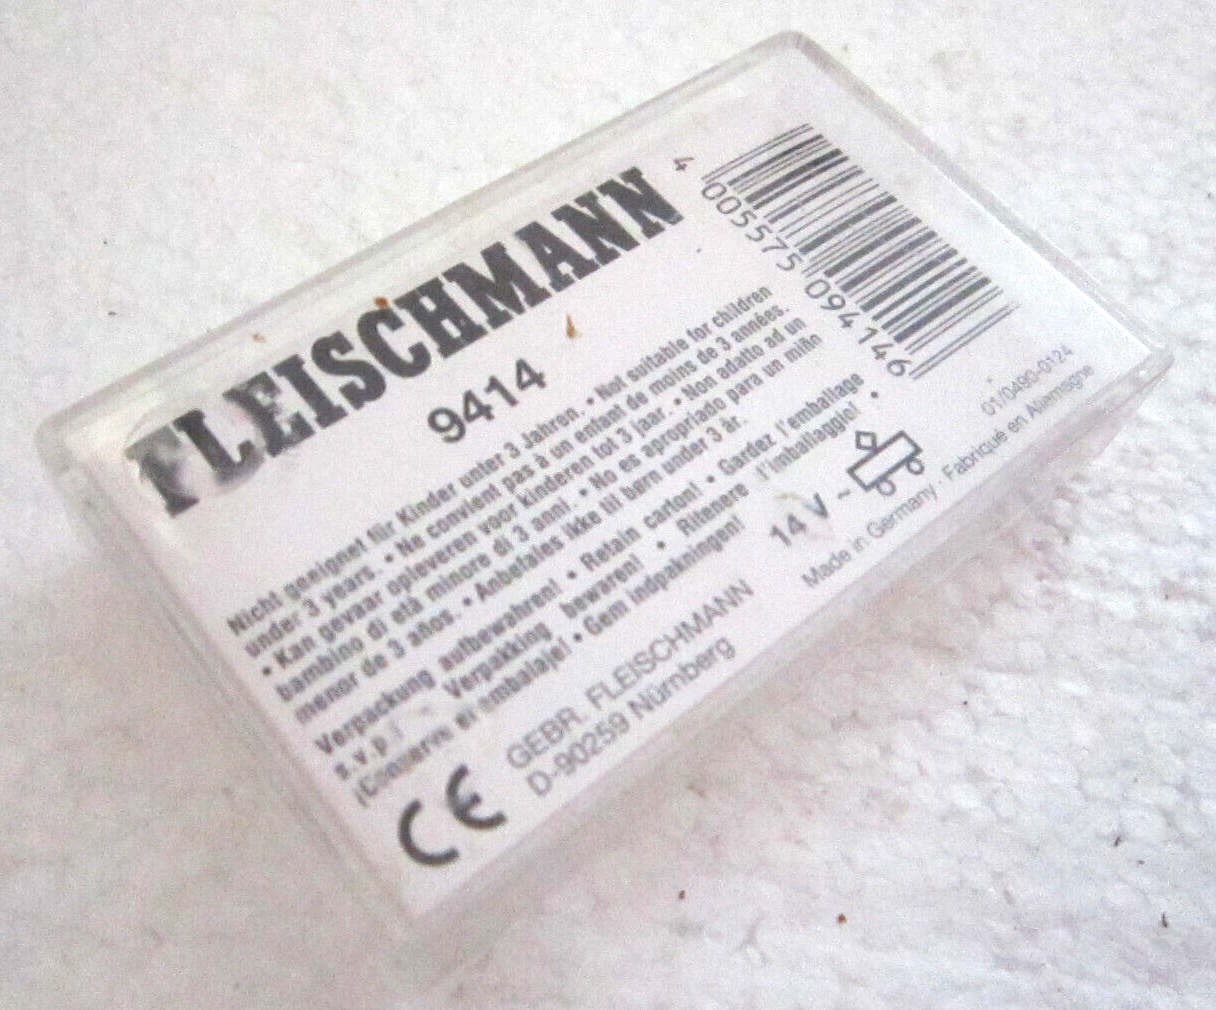 FLEISCHMANN
9414
4 005575 094146
Nicht geeignet für Kinder unter 3 Jahren. • Not suitable for children
under 3 years. • Ne convient pas à un enfant de moins de 3 années.
• Kan gevaar opleveren voor kinderen tot 3 jaar. • Non adatto ad un
bambino di età minore di 3 anni. • No es apropriado para un miño
menor de 3 años. • Anbefales ikke til børn under 3 år.
Verpackung aufbewahren! • Retain carton! • Gardez l'emballage
s.v.p.! Verpakking bewaren! • Ritenere l'imballaggio! •
¡Conserve el embalaje! • Gem indpakningen!
14 V ~
CE
GEBR. FLEISCHMANN
D-90259 Nürnberg
01/0490-0124
Made in Germany · Fabriqué en Allemagne